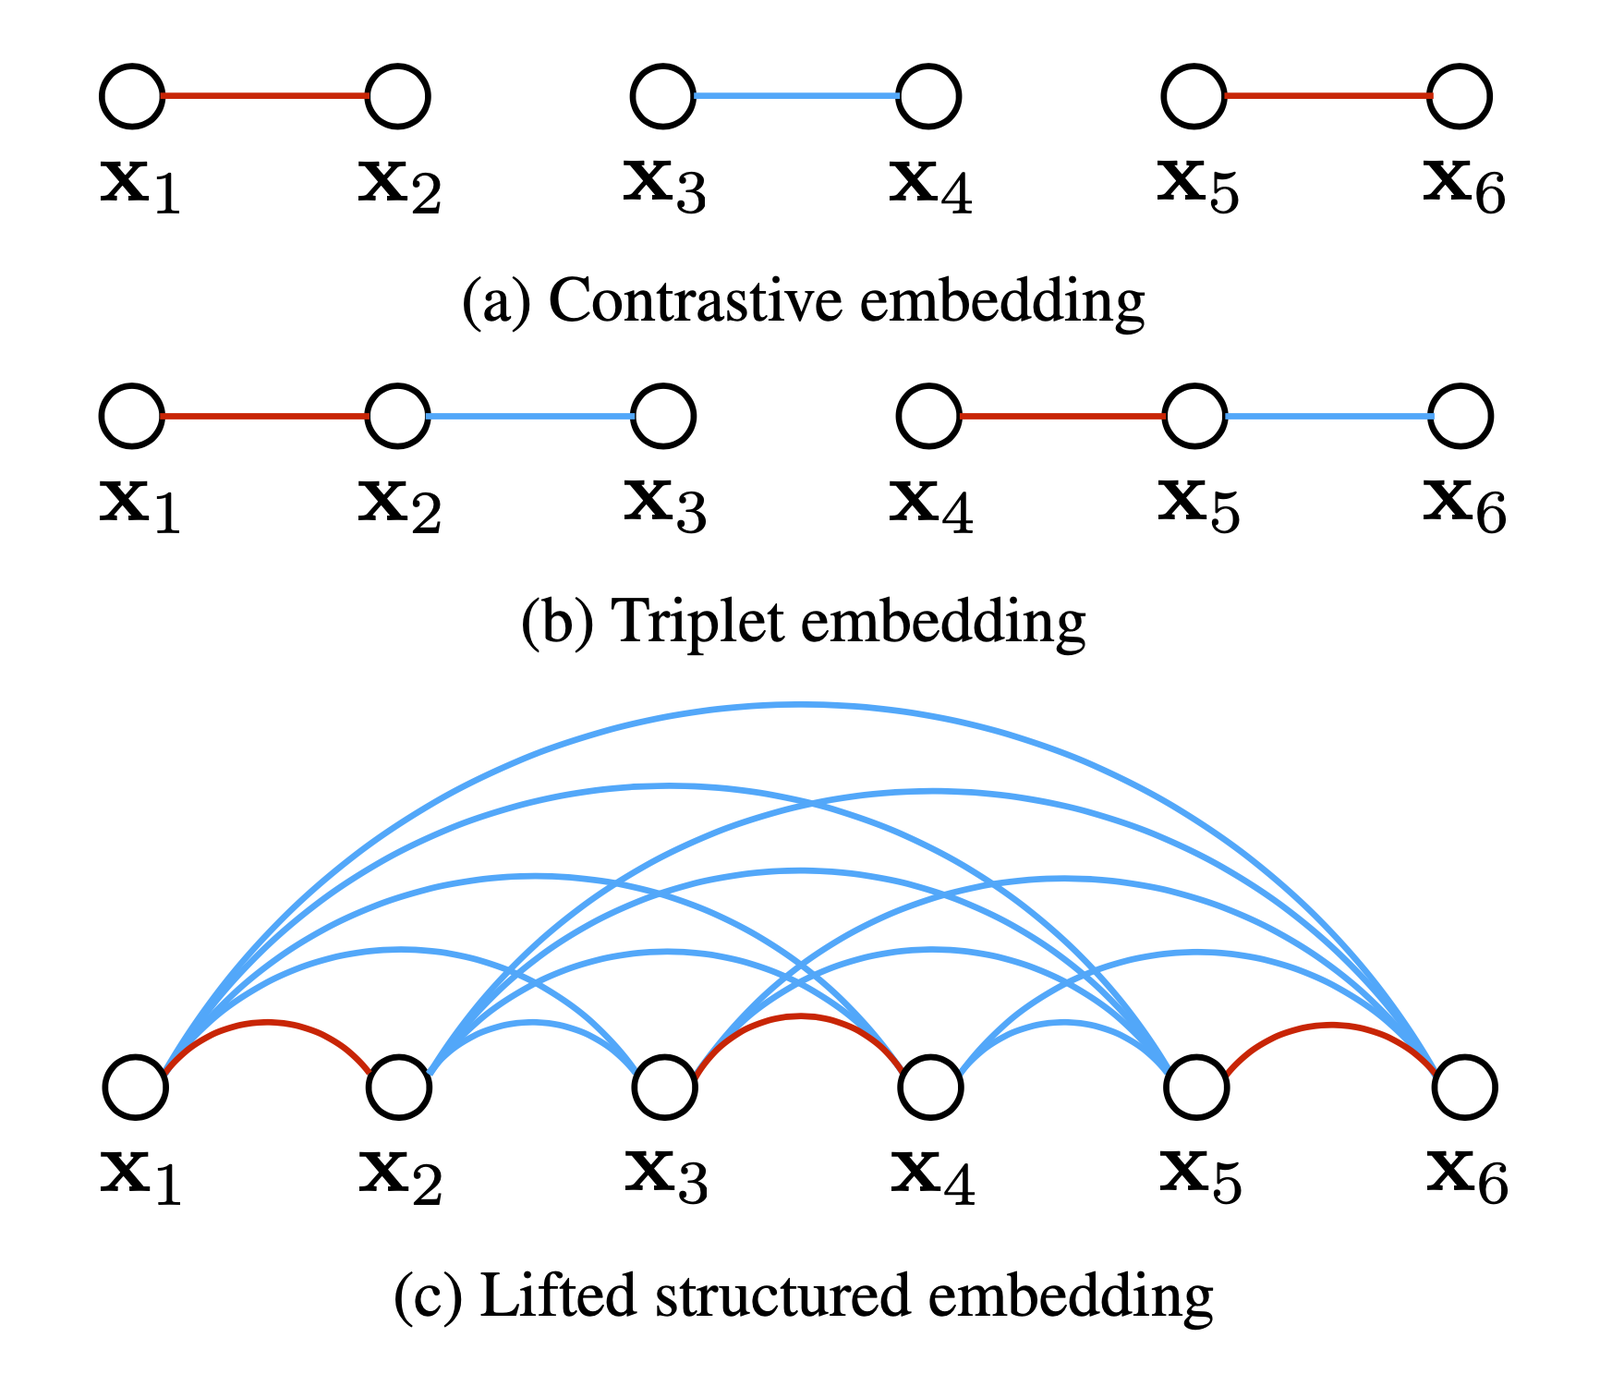 x₁ x₂ x₃ x₄ x₅ x₆
(a) Contrastive embedding
x₁ x₂ x₃ x₄ x₅ x₆
(b) Triplet embedding
x₁ x₂ x₃ x₄ x₅ x₆
(c) Lifted structured embedding